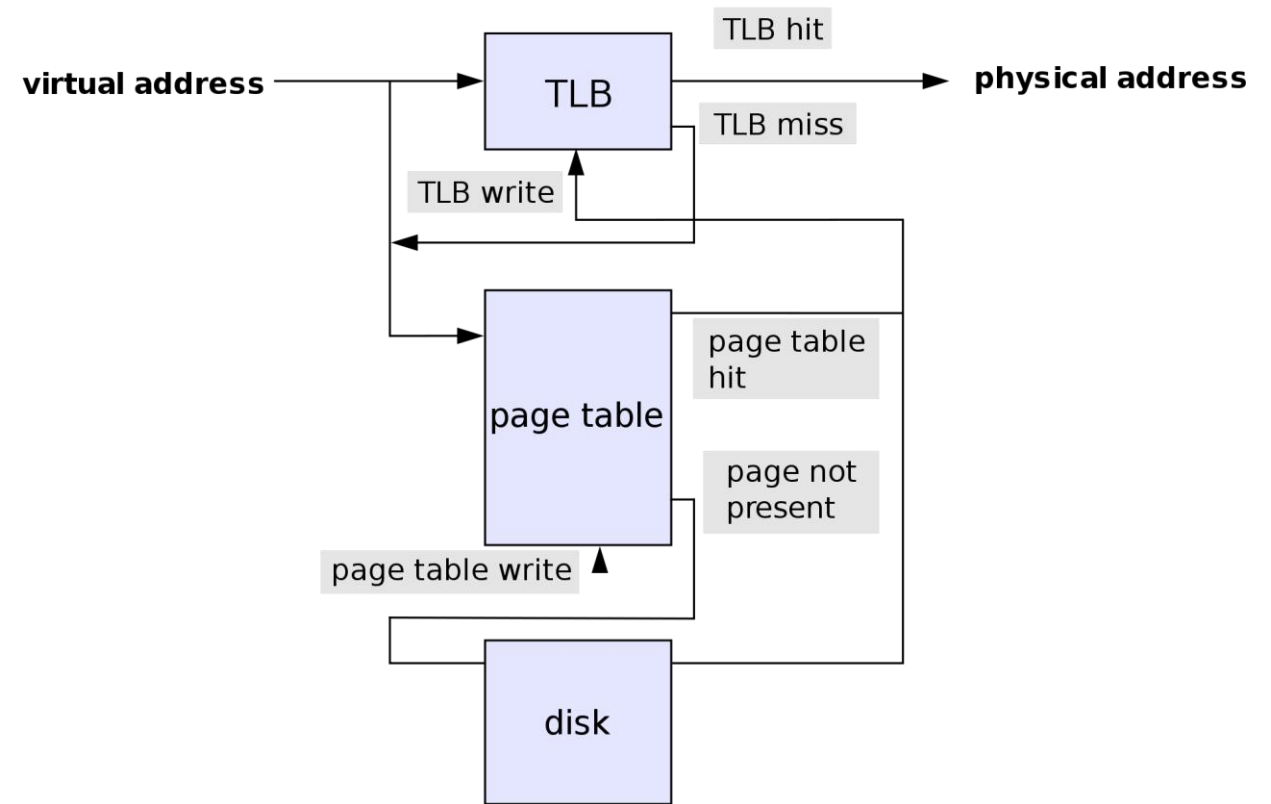 TLB hit
virtual address
TLB
physical address
TLB miss
TLB write
page table
hit
page table
page not
present
page table write
disk